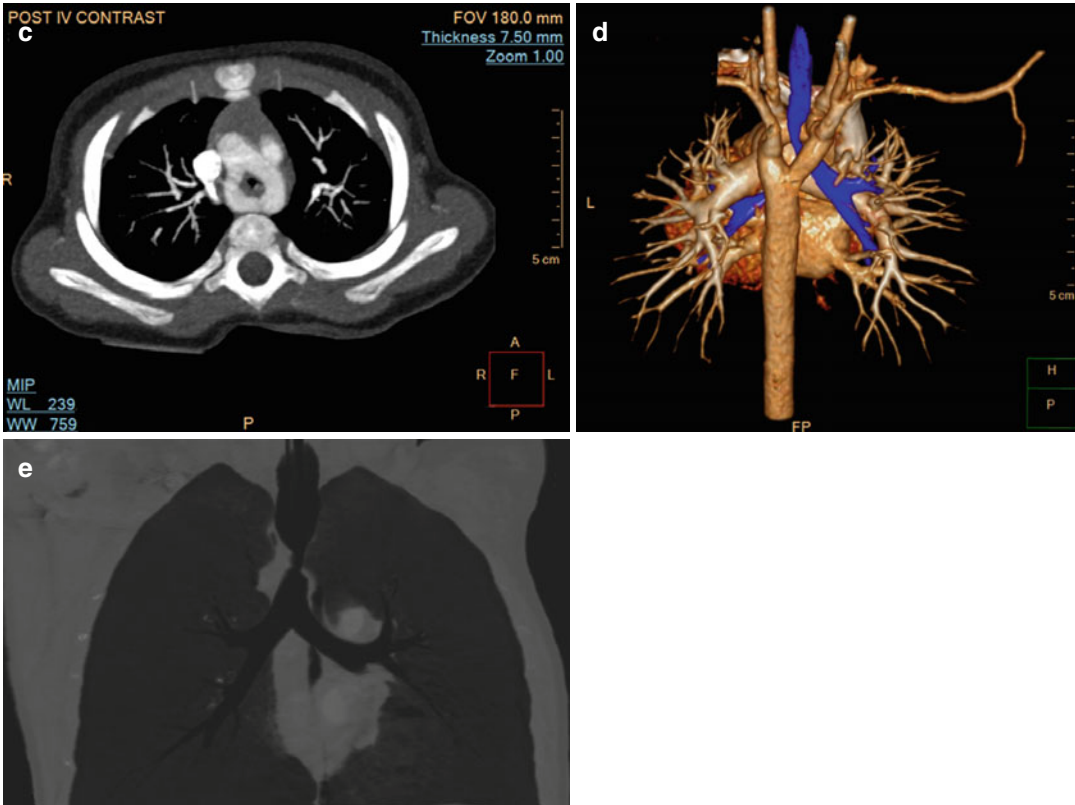 POST IV CONTRAST
c
FOV 180.0 mm
Thickness 7.50 mm
Zoom 1.00
R
5 cm
A
R F L
P
MIP
WL 239
WW 759
P
d
L
5 cm
H
P
FP
e